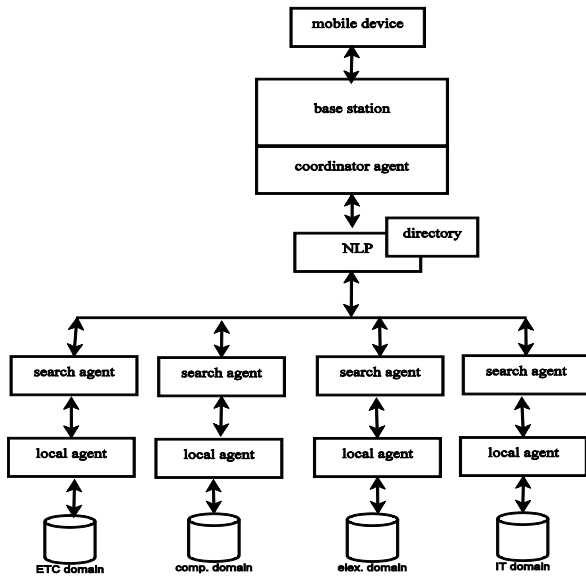 mobile device
base station
coordinator agent
directory
NLP
search agent
search agent
search agent
search agent
local agent
local agent
local agent
local agent
ETC domain
comp. domain
elex. domain
IT domain